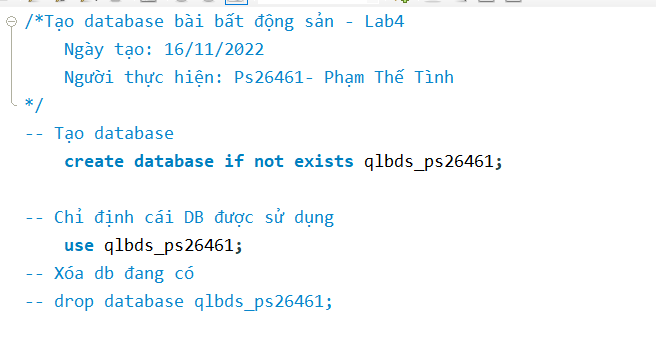 /*Tạo database bài bất động sản - Lab4
Ngày tạo: 16/11/2022
Người thực hiện: Ps26461- Phạm Thế Tình
*/
-- Tạo database
create database if not exists qlbds_ps26461;
-- Chỉ định cái DB được sử dụng
use qlbds_ps26461;
-- Xóa db đang có
-- drop database qlbds_ps26461;